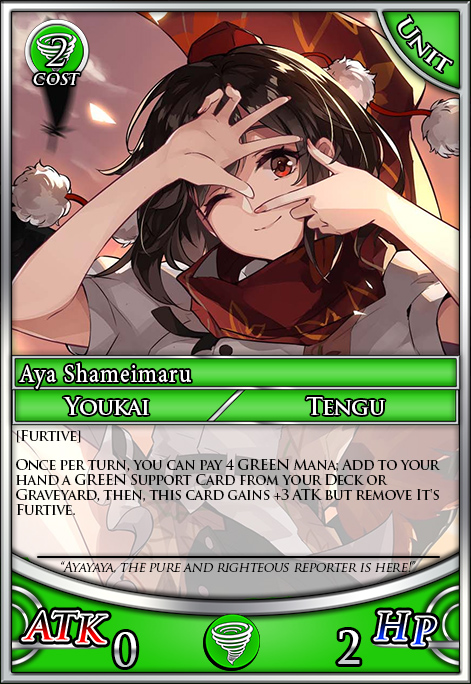 2
COST
UNIT
Aya Shameimaru
YOUKAI / TENGU
[FURTIVE]
ONCE PER TURN, YOU CAN PAY 4 GREEN MANA; ADD TO YOUR
HAND A GREEN SUPPORT CARD FROM YOUR DECK OR
GRAVEYARD, THEN, THIS CARD GAINS +3 ATK BUT REMOVE IT'S
FURTIVE.
"AYAYAYA, THE PURE AND RIGHTEOUS REPORTER IS HERE!"
ATK 0 2 HP